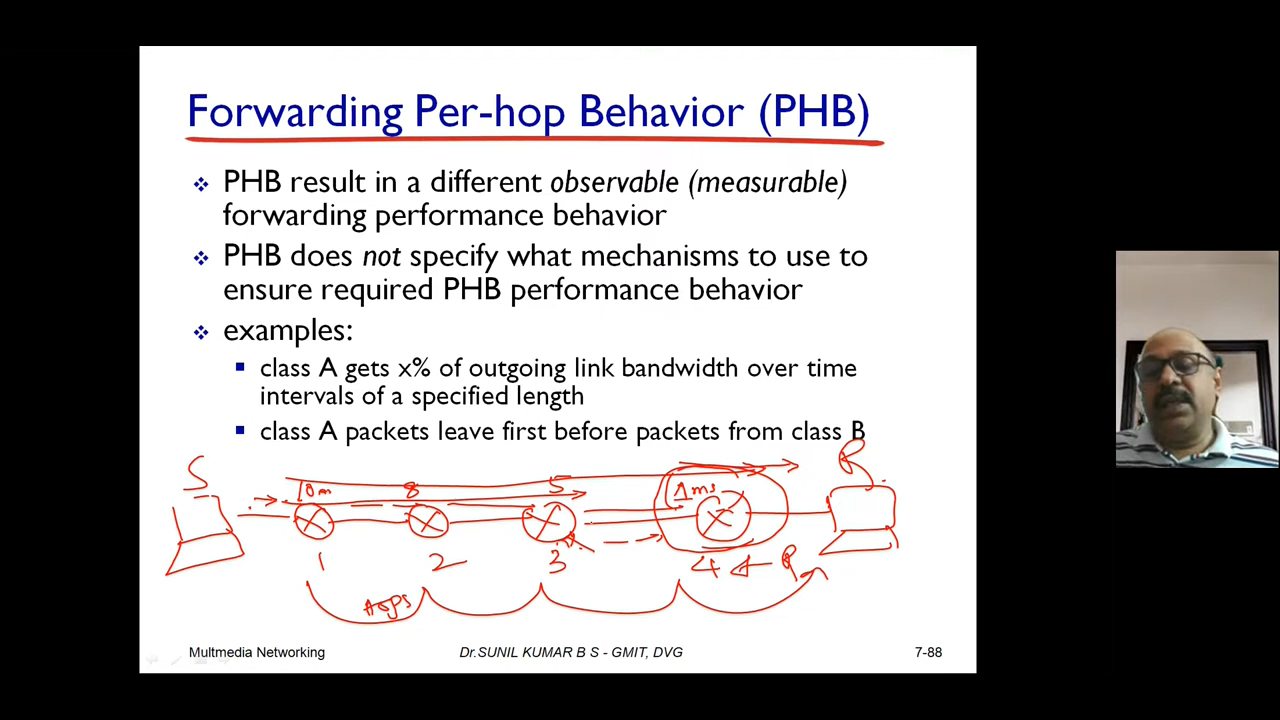 Forwarding Per-hop Behavior (PHB)
❖ PHB result in a different observable (measurable)
forwarding performance behavior
❖ PHB does not specify what mechanisms to use to
ensure required PHB performance behavior
❖ examples:
▪ class A gets x% of outgoing link bandwidth over time
intervals of a specified length
▪ class A packets leave first before packets from class B
S R
8 5 1ms
1 2 3 4
hops
Multmedia Networking Dr.SUNIL KUMAR B S - GMIT, DVG 7-88